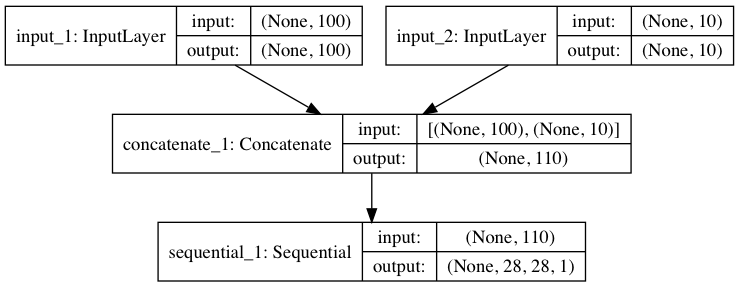 input_1: InputLayer
input: (None, 100)
output: (None, 100)
input_2: InputLayer
input: (None, 10)
output: (None, 10)
concatenate_1: Concatenate
input: [(None, 100), (None, 10)]
output: (None, 110)
sequential_1: Sequential
input: (None, 110)
output: (None, 28, 28, 1)